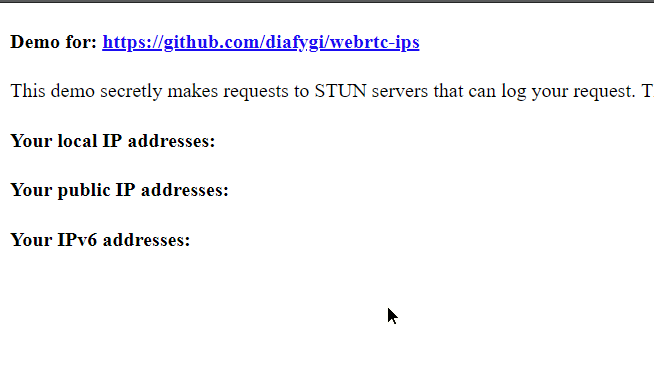 Demo for: https://github.com/diafygi/webrtc-ips
This demo secretly makes requests to STUN servers that can log your request.
Your local IP addresses:
Your public IP addresses:
Your IPv6 addresses: